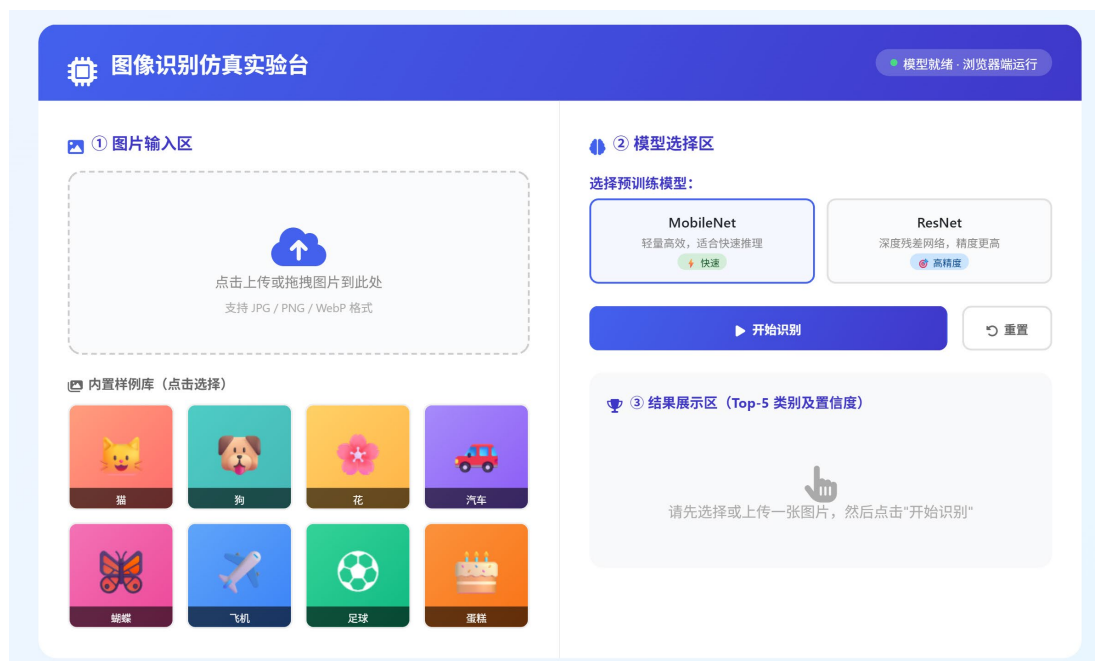 图像识别仿真实验台
模型就绪 · 浏览器端运行
① 图片输入区
点击上传或拖拽图片到此处
支持 JPG / PNG / WebP 格式
内置样例库（点击选择）
猫
狗
花
汽车
蝴蝶
飞机
足球
蛋糕
② 模型选择区
选择预训练模型：
MobileNet
轻量高效，适合快速推理
快速
ResNet
深度残差网络，精度更高
高精度
开始识别
重置
③ 结果展示区（Top-5 类别及置信度）
请先选择或上传一张图片，然后点击"开始识别"